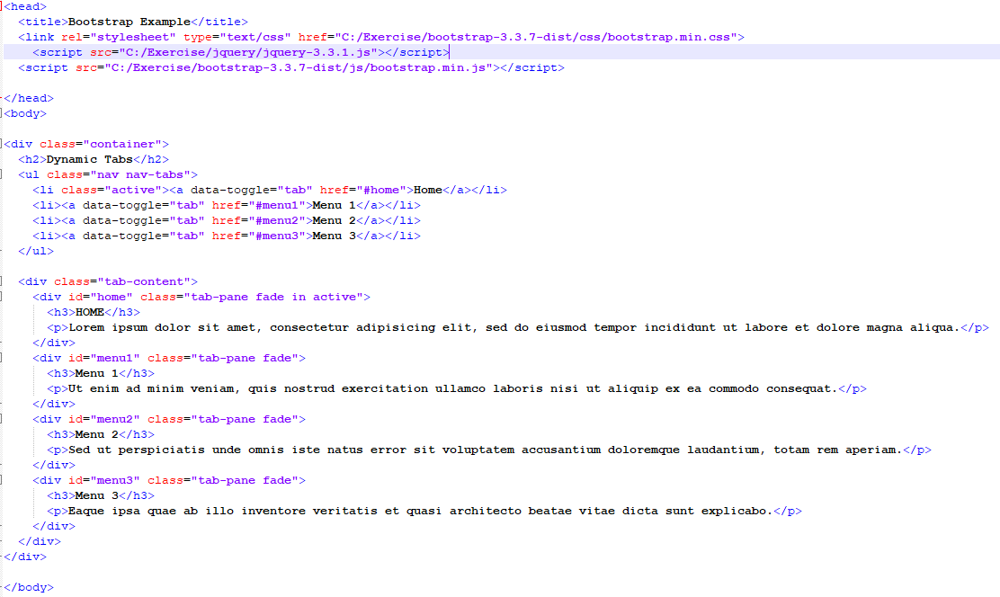 <head>
<title>Bootstrap Example</title>
<link rel="stylesheet" type="text/css" href="C:/Exercise/bootstrap-3.3.7-dist/css/bootstrap.min.css">
<script src="C:/Exercise/jquery/jquery-3.3.1.js"></script>
<script src="C:/Exercise/bootstrap-3.3.7-dist/js/bootstrap.min.js"></script>
</head>
<body>
<div class="container">
<h2>Dynamic Tabs</h2>
<ul class="nav nav-tabs">
<li class="active"><a data-toggle="tab" href="#home">Home</a></li>
<li><a data-toggle="tab" href="#menu1">Menu 1</a></li>
<li><a data-toggle="tab" href="#menu2">Menu 2</a></li>
<li><a data-toggle="tab" href="#menu3">Menu 3</a></li>
</ul>
<div class="tab-content">
<div id="home" class="tab-pane fade in active">
<h3>HOME</h3>
<p>Lorem ipsum dolor sit amet, consectetur adipisicing elit, sed do eiusmod tempor incididunt ut labore et dolore magna aliqua.</p>
</div>
<div id="menu1" class="tab-pane fade">
<h3>Menu 1</h3>
<p>Ut enim ad minim veniam, quis nostrud exercitation ullamco laboris nisi ut aliquip ex ea commodo consequat.</p>
</div>
<div id="menu2" class="tab-pane fade">
<h3>Menu 2</h3>
<p>Sed ut perspiciatis unde omnis iste natus error sit voluptatem accusantium doloremque laudantium, totam rem aperiam.</p>
</div>
<div id="menu3" class="tab-pane fade">
<h3>Menu 3</h3>
<p>Eaque ipsa quae ab illo inventore veritatis et quasi architecto beatae vitae dicta sunt explicabo.</p>
</div>
</div>
</div>
</body>